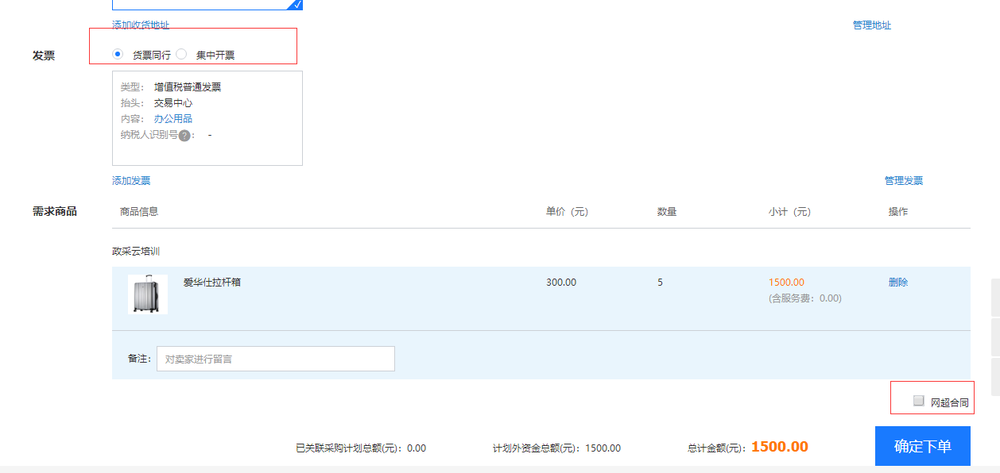 添加收货地址 管理地址
发票 货票同行 集中开票
类型： 增值税普通发票
抬头： 交易中心
内容： 办公用品
纳税人识别号?： -
添加发票 管理发票
需求商品 商品信息 单价（元） 数量 小计（元） 操作
政采云培训
爱华仕拉杆箱 300.00 5 1500.00 删除
(含服务费：0.00)
备注： 对卖家进行留言
网超合同
已关联采购计划总额(元)：0.00 计划外资金总额(元)：1500.00 总计金额(元)：1500.00 确定下单